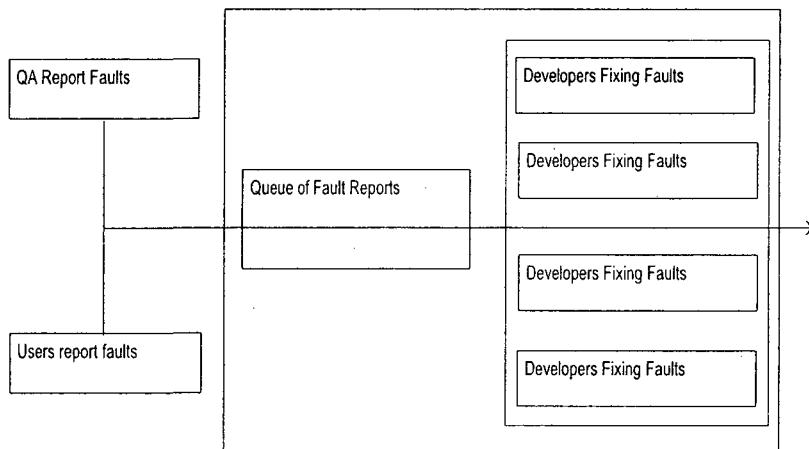 QA Report Faults
Developers Fixing Faults
Developers Fixing Faults
Queue of Fault Reports
Developers Fixing Faults
Users report faults
Developers Fixing Faults